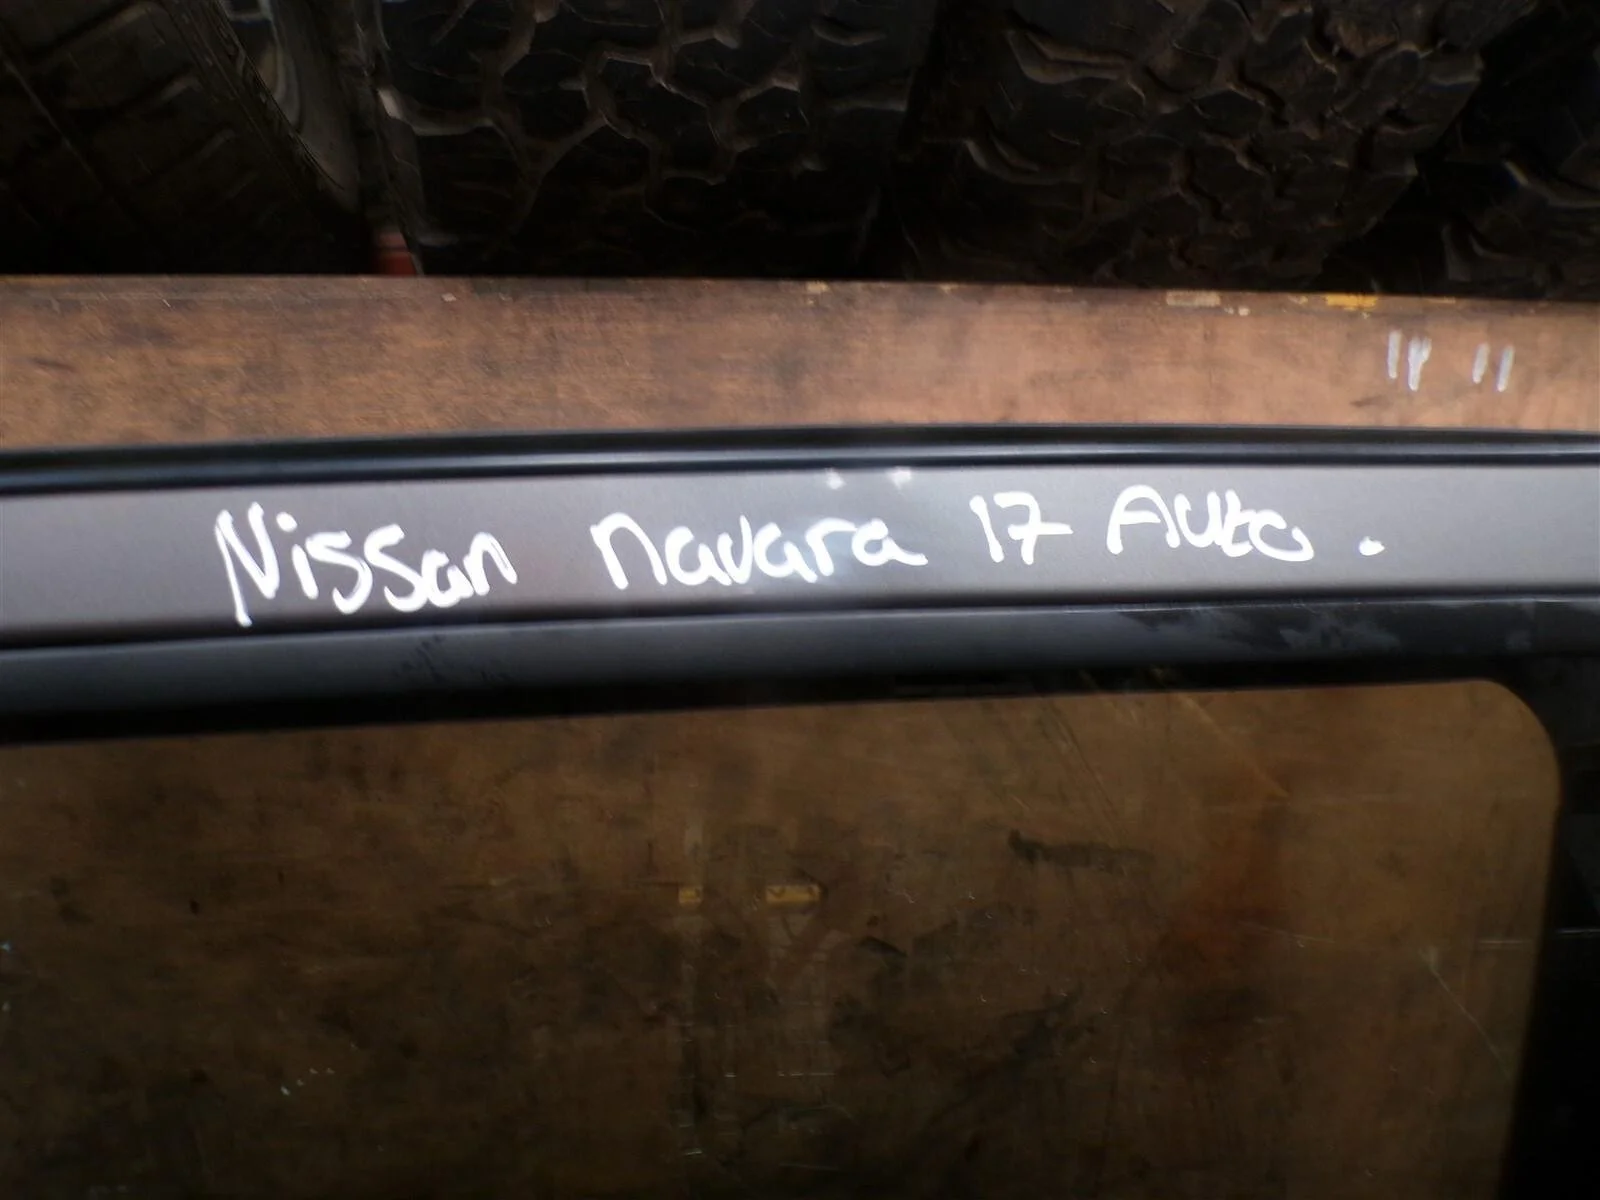 Nissan navara 17 Auto.